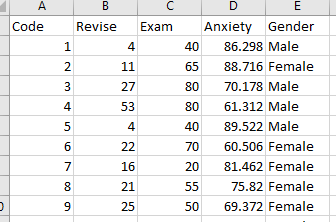 A B C D E
Code Revise Exam Anxiety Gender
1 4 40 86.298 Male
2 11 65 88.716 Female
3 27 80 70.178 Male
4 53 80 61.312 Male
5 4 40 89.522 Male
6 22 70 60.506 Female
7 16 20 81.462 Female
8 21 55 75.82 Female
9 25 50 69.372 Female